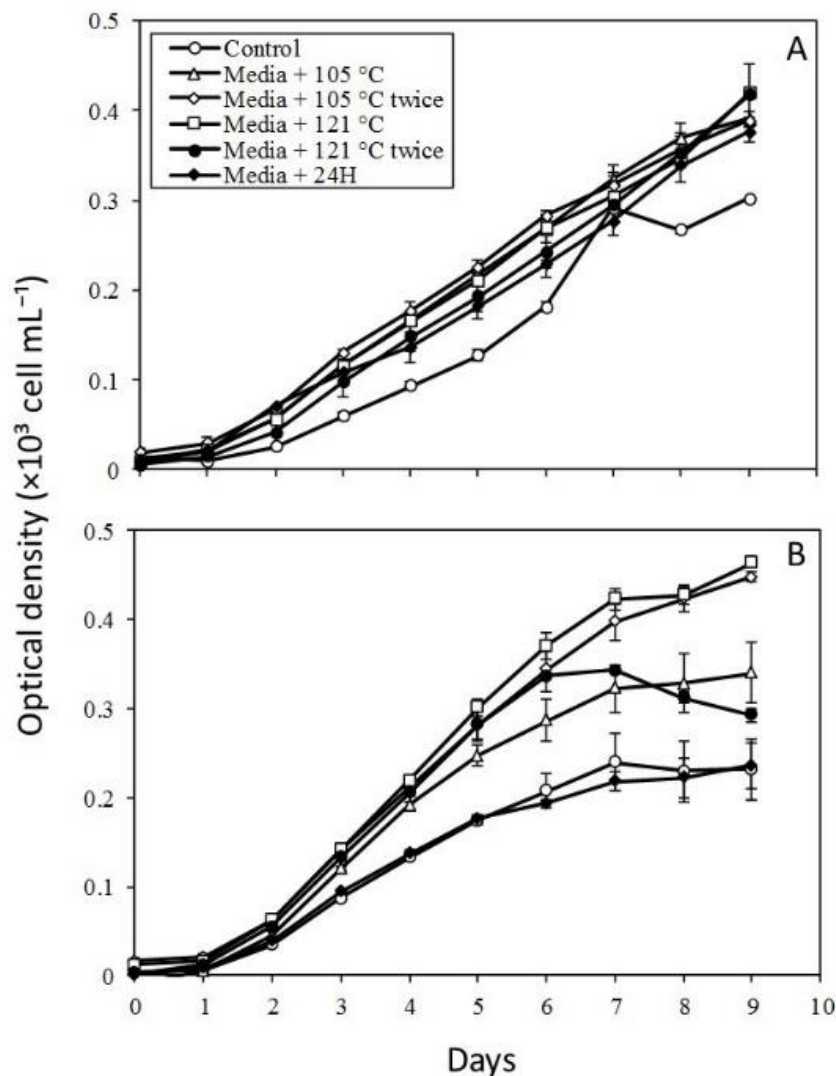 0.5
A
Control
Media + 105 °C
Media + 105 °C twice
Media + 121 °C
Media + 121 °C twice
Media + 24H
0.4
0.3
0.2
0.1
0
Optical density (×10³ cell mL⁻¹)
0.5
B
0.4
0.3
0.2
0.1
0
0 1 2 3 4 5 6 7 8 9 10
Days